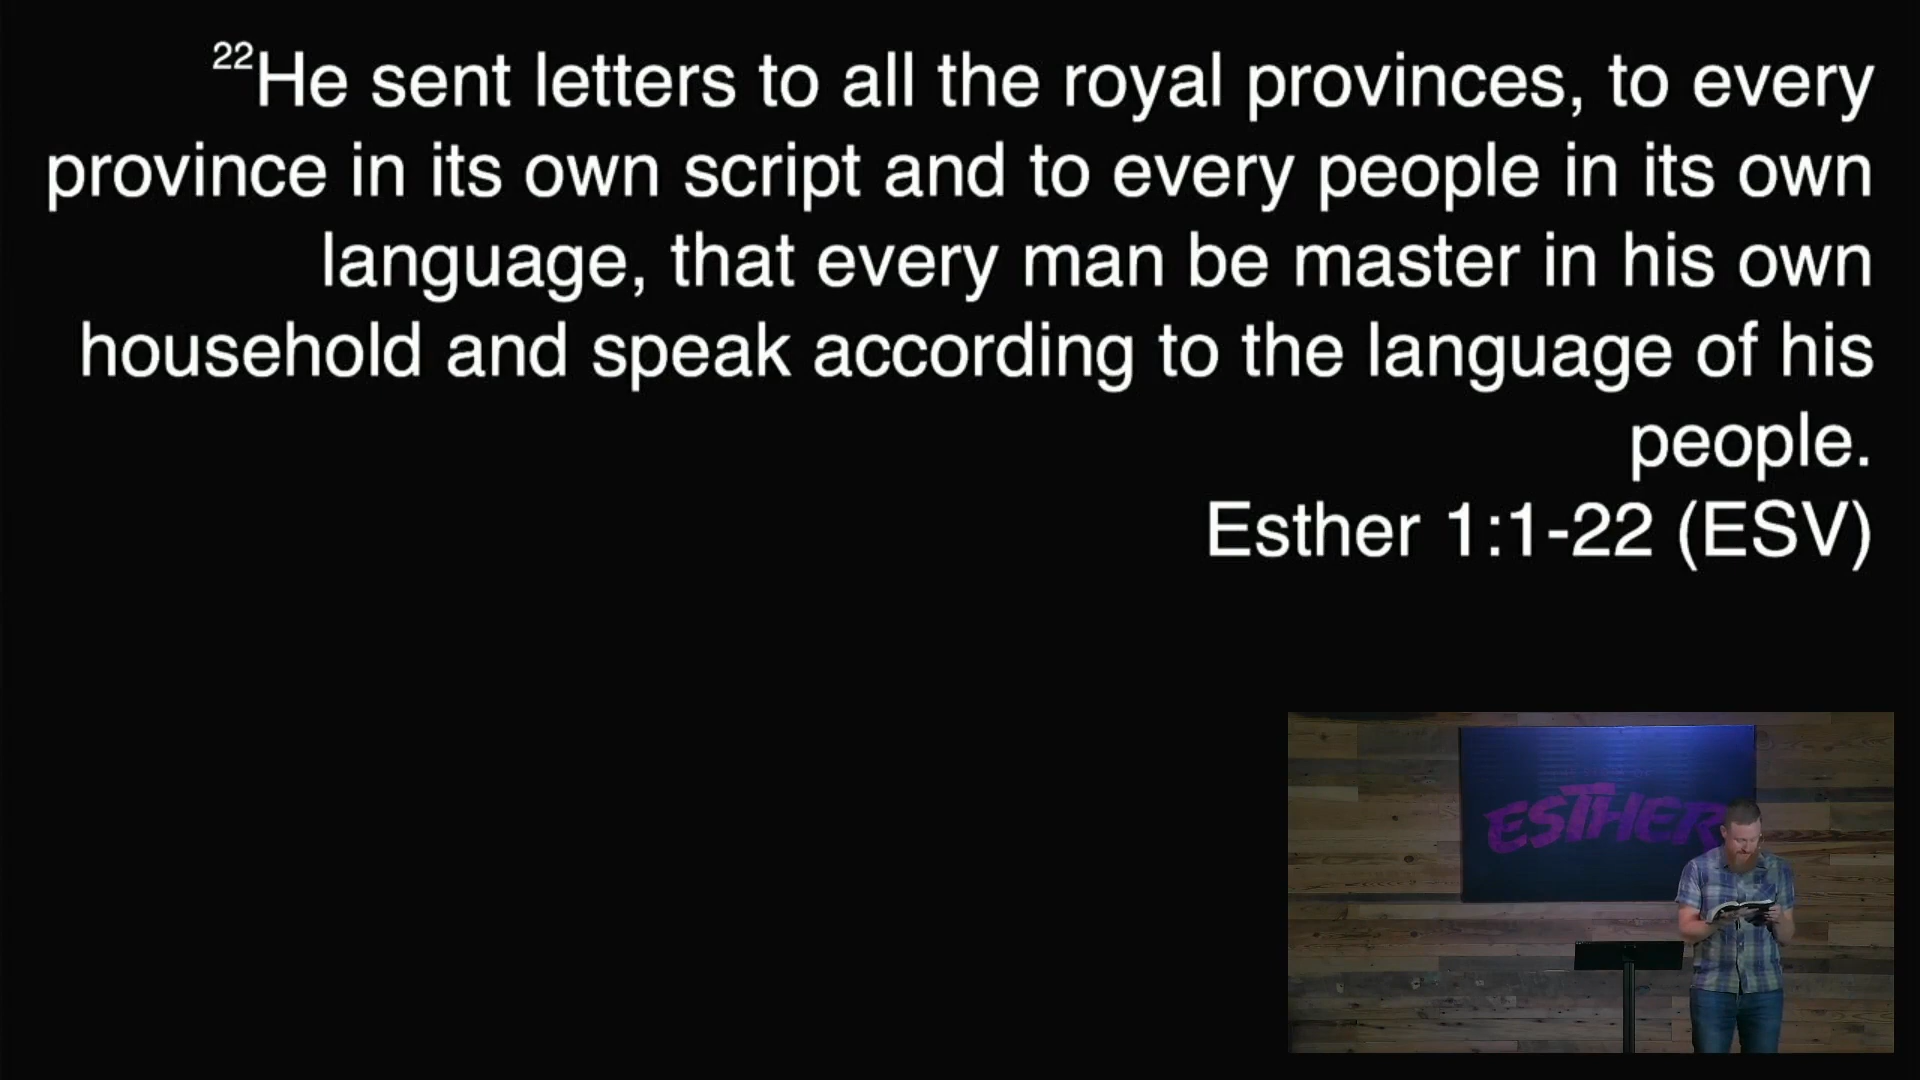 22He sent letters to all the royal provinces, to every
province in its own script and to every people in its own
language, that every man be master in his own
household and speak according to the language of his
people.
Esther 1:1-22 (ESV)
ESTHER